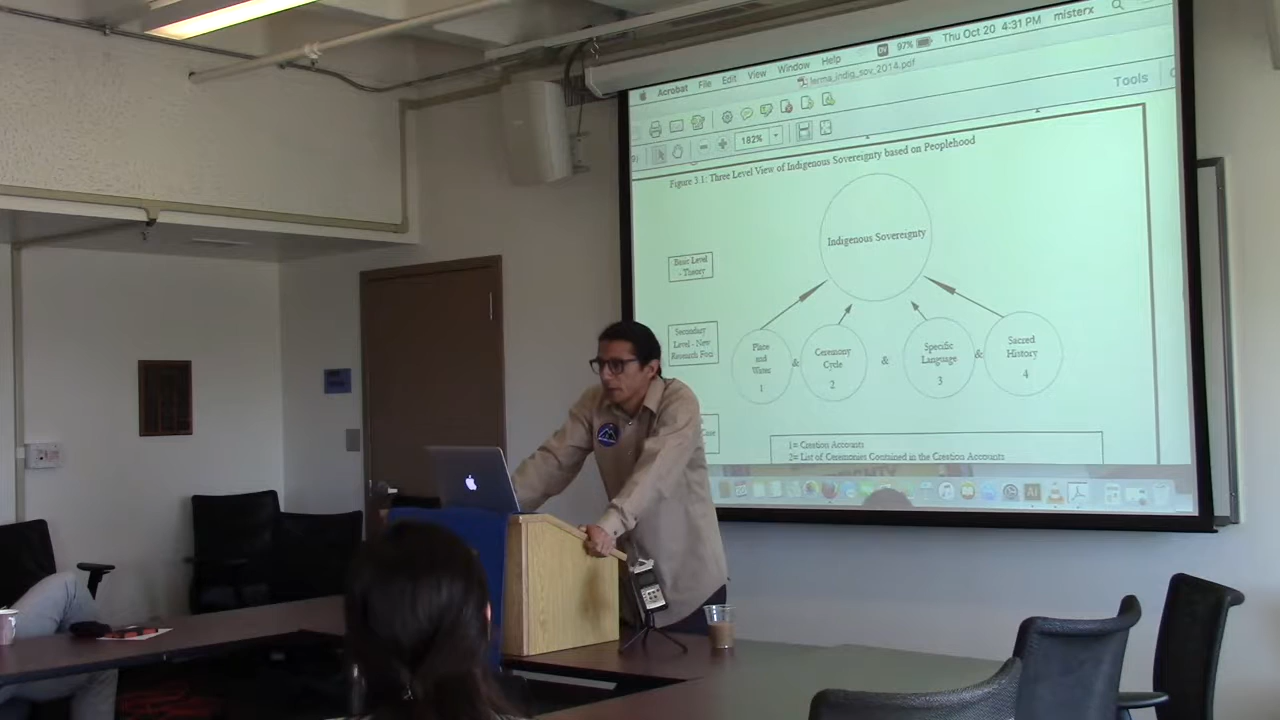 Acrobat File Edit View Window Help 97% Thu Oct 20 4:31 PM misterx
lerma_indig_sov_2014.pdf
Tools
182%
Figure 3.1: Three Level View of Indigenous Sovereignty based on Peoplehood
Indigenous Sovereignty
Basic Level
- Theory
Secondary
Level - New
Research Foci
Place
and
Water
1
&
Ceremony
Cycle
2
&
Specific
Language
3
&
Sacred
History
4
Case
1= Creation Accounts
2= List of Ceremonies Contained in the Creation Accounts